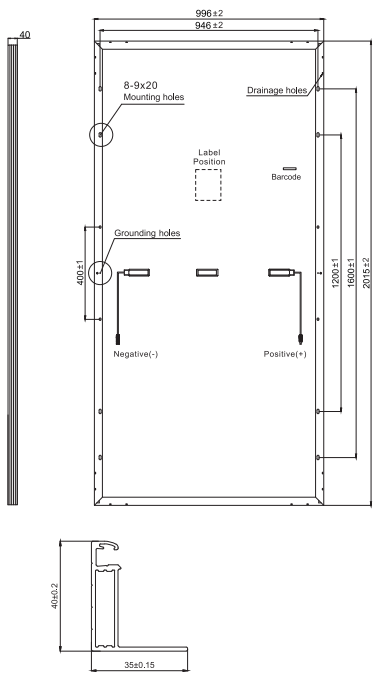 996±2
946±2
40
8-9x20
Mounting holes
Drainage holes
Label
Position
Barcode
Grounding holes
400±1
1200±1
1600±1
2015±2
Negative(-)
Positive(+)
40±0.2
35±0.15